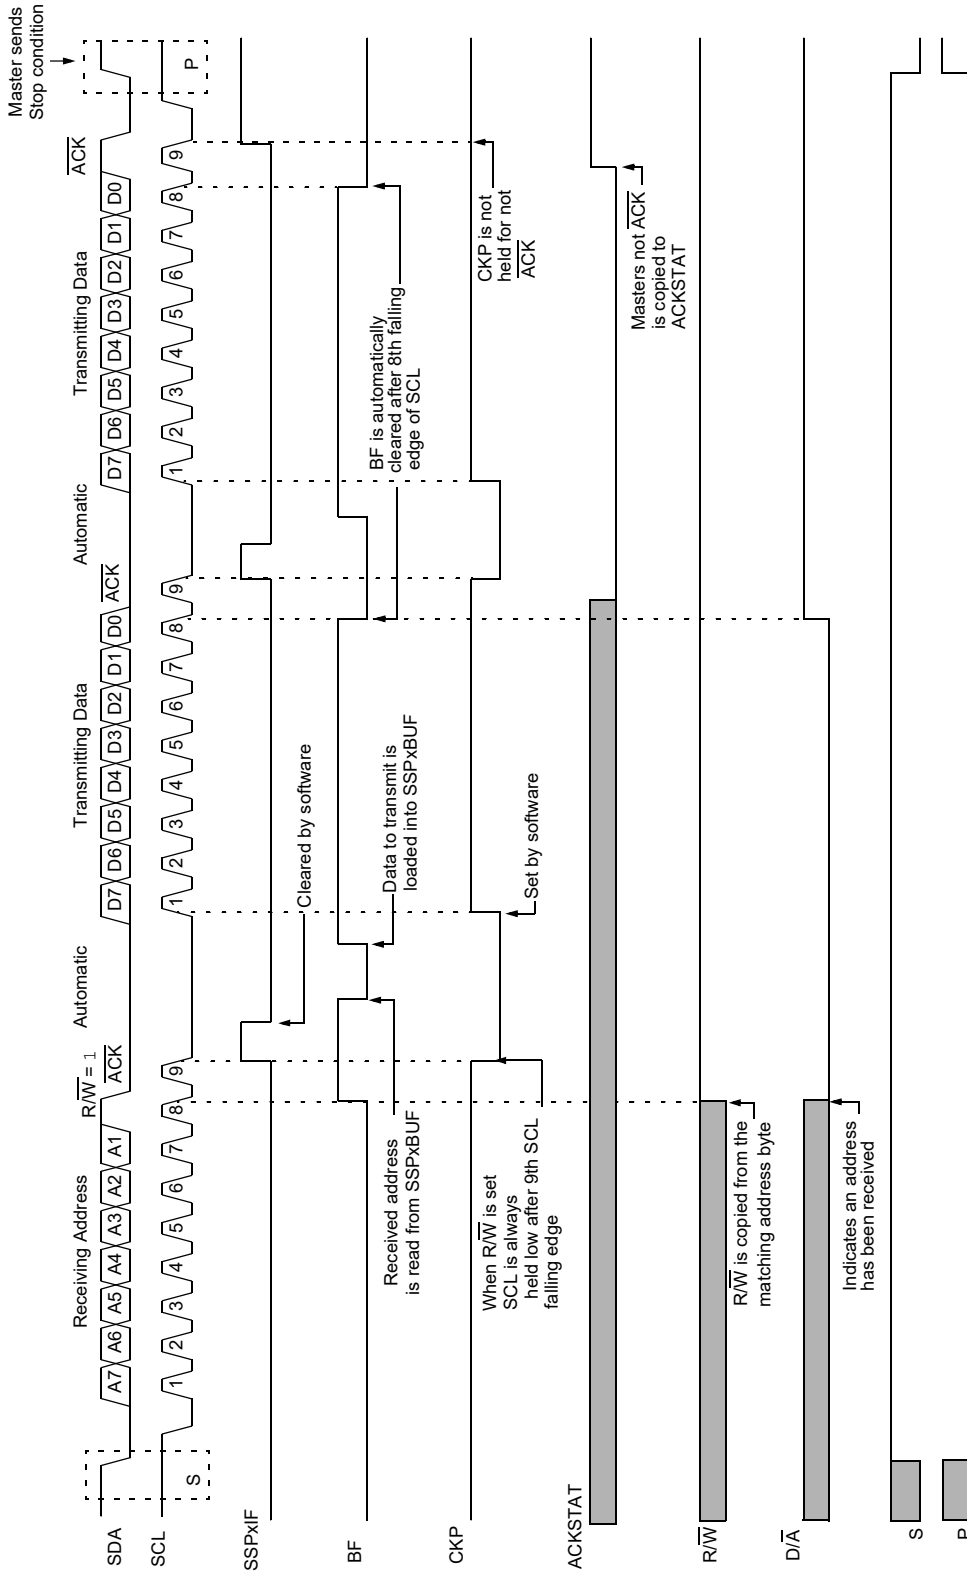 Master sends
Stop condition
Receiving Address
R/W = 1
ACK
Automatic
Transmitting Data
ACK
Automatic
Transmitting Data
ACK
SDA
A7 A6 A5 A4 A3 A2 A1
D7 D6 D5 D4 D3 D2 D1 D0
D7 D6 D5 D4 D3 D2 D1 D0
SCL
S
1 2 3 4 5 6 7 8 9
1 2 3 4 5 6 7 8 9
1 2 3 4 5 6 7 8 9
P
SSPxIF
Cleared by software
BF
Received address
is read from SSPxBUF
Data to transmit is
loaded into SSPxBUF
BF is automatically
cleared after 8th falling
edge of SCL
CKP
When R/W is set
SCL is always
held low after 9th SCL
falling edge
Set by software
CKP is not
held for not
ACK
ACKSTAT
Masters not ACK
is copied to
ACKSTAT
R/W
R/W is copied from the
matching address byte
D/A
Indicates an address
has been received
S
P